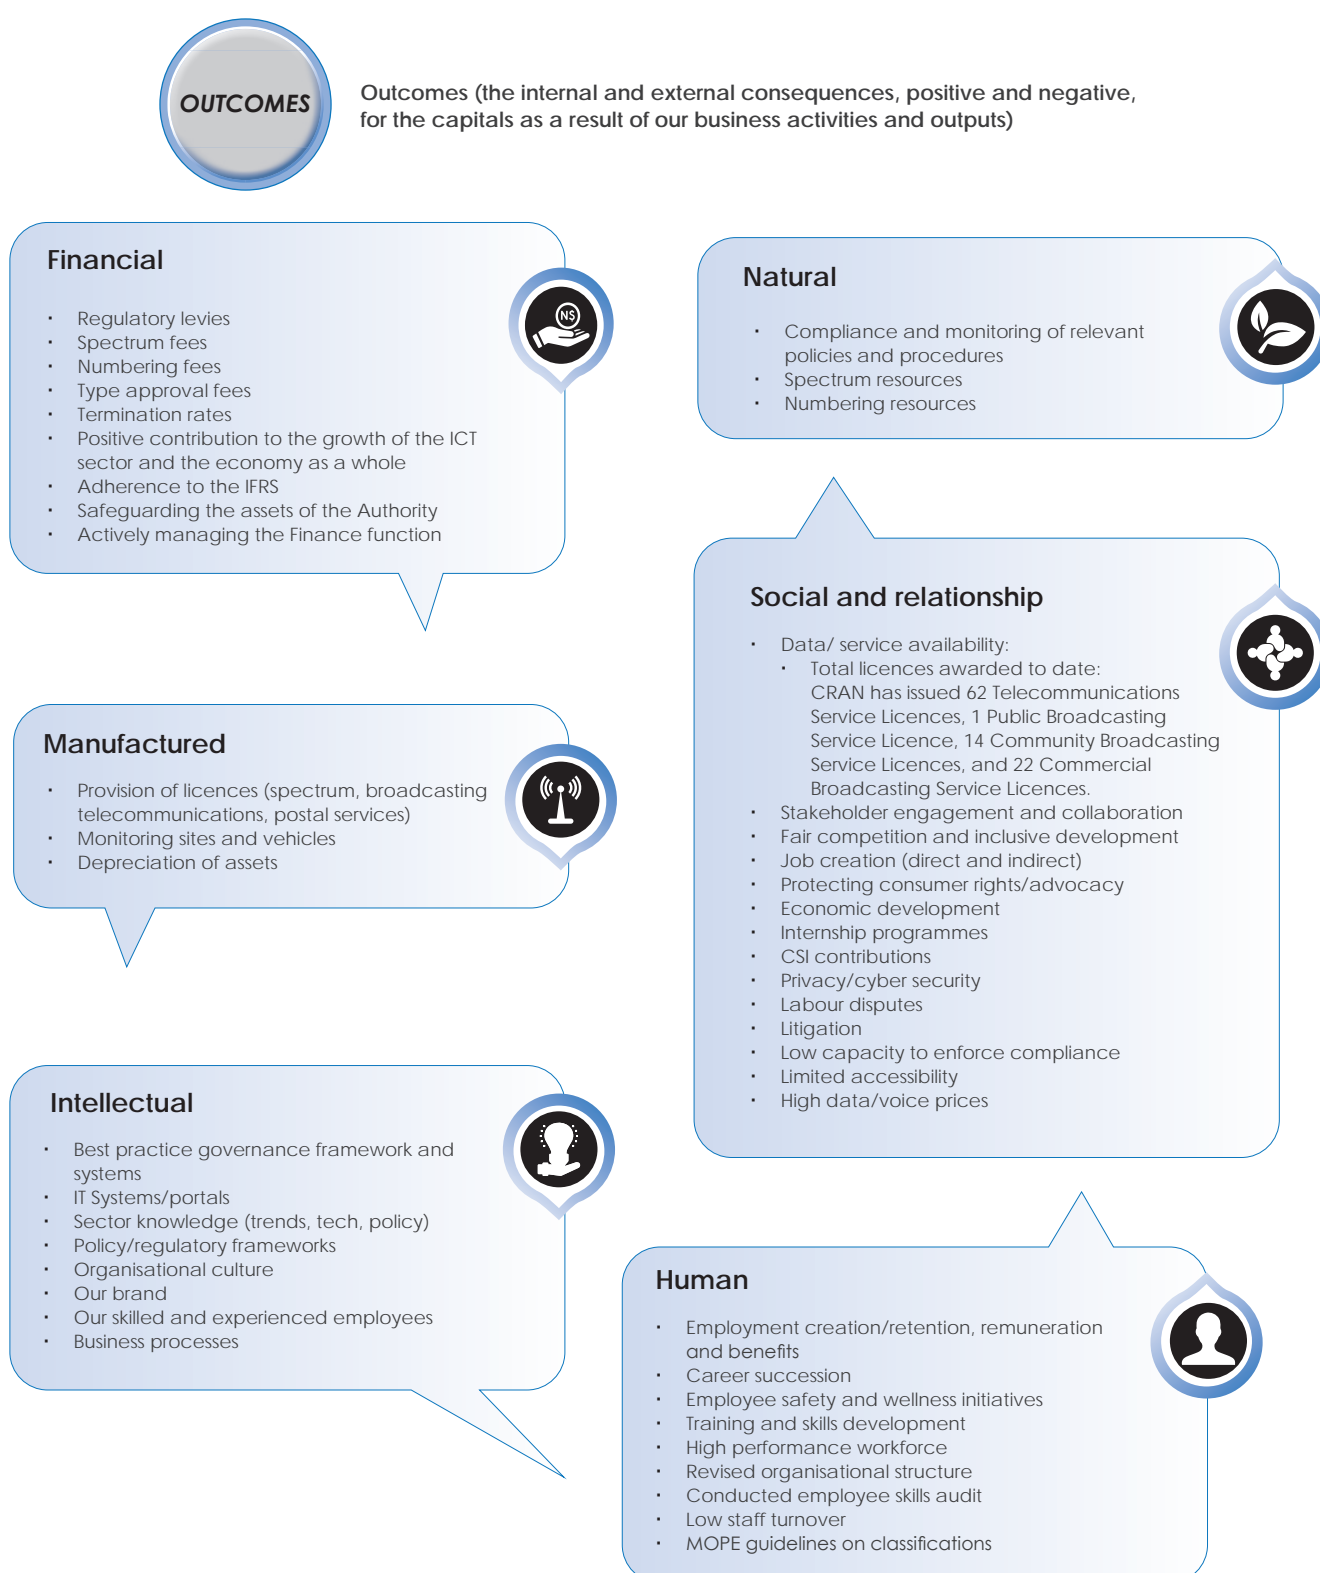 OUTCOMES
Outcomes (the internal and external consequences, positive and negative,
for the capitals as a result of our business activities and outputs)
Financial
N$
· Regulatory levies
· Spectrum fees
· Numbering fees
· Type approval fees
· Termination rates
· Positive contribution to the growth of the ICT
sector and the economy as a whole
· Adherence to the IFRS
· Safeguarding the assets of the Authority
· Actively managing the Finance function
Manufactured
· Provision of licences (spectrum, broadcasting
telecommunications, postal services)
· Monitoring sites and vehicles
· Depreciation of assets
Intellectual
· Best practice governance framework and
systems
· IT Systems/portals
· Sector knowledge (trends, tech, policy)
· Policy/regulatory frameworks
· Organisational culture
· Our brand
· Our skilled and experienced employees
· Business processes
Natural
· Compliance and monitoring of relevant
policies and procedures
· Spectrum resources
· Numbering resources
Social and relationship
· Data/ service availability:
· Total licences awarded to date:
CRAN has issued 62 Telecommunications
Service Licences, 1 Public Broadcasting
Service Licence, 14 Community Broadcasting
Service Licences, and 22 Commercial
Broadcasting Service Licences.
· Stakeholder engagement and collaboration
· Fair competition and inclusive development
· Job creation (direct and indirect)
· Protecting consumer rights/advocacy
· Economic development
· Internship programmes
· CSI contributions
· Privacy/cyber security
· Labour disputes
· Litigation
· Low capacity to enforce compliance
· Limited accessibility
· High data/voice prices
Human
· Employment creation/retention, remuneration
and benefits
· Career succession
· Employee safety and wellness initiatives
· Training and skills development
· High performance workforce
· Revised organisational structure
· Conducted employee skills audit
· Low staff turnover
· MOPE guidelines on classifications